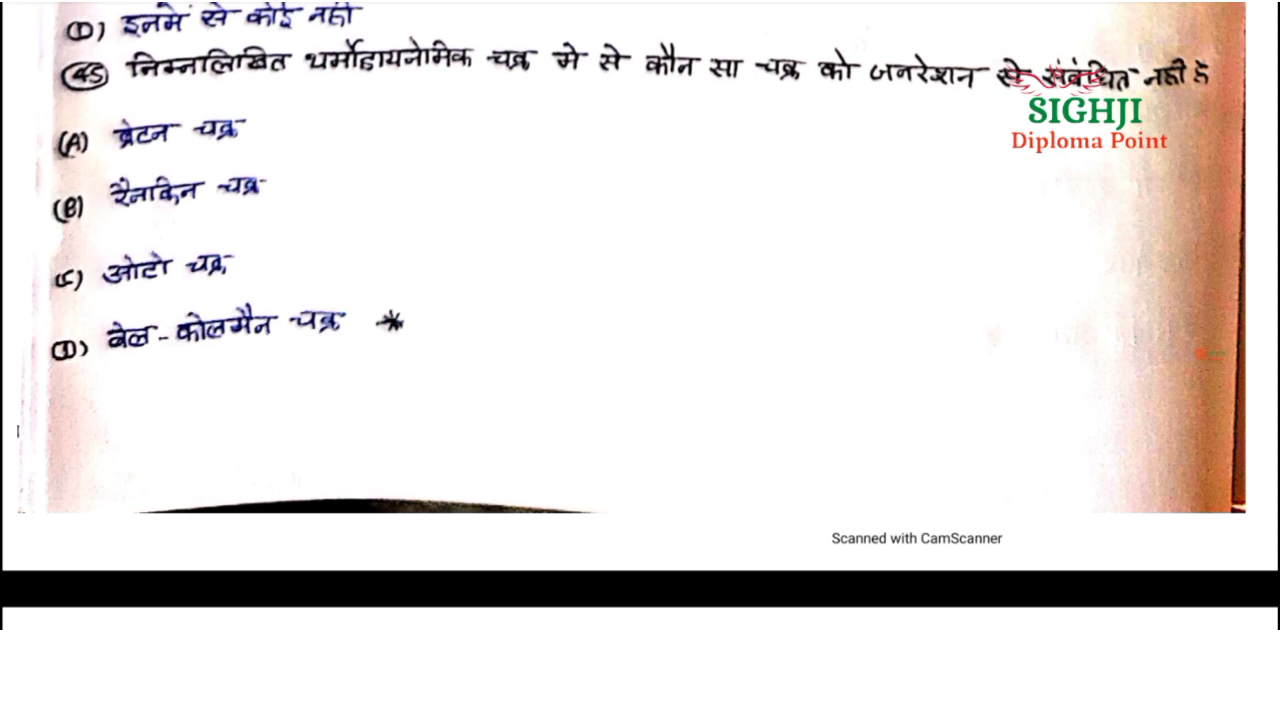 (D) इनमें से कोई नही
(45) निम्नलिखित थर्मोडायनेमिक चक्र मे से कौन सा चक्र को जनरेशन से संबंधित नही है
SIGHJI
Diploma Point
(A) ब्रेटन चक्र
(B) रैनाकिन चक्र
(C) ओटो चक्र
(D) बेल - कोलमैन चक्र *
Scanned with CamScanner